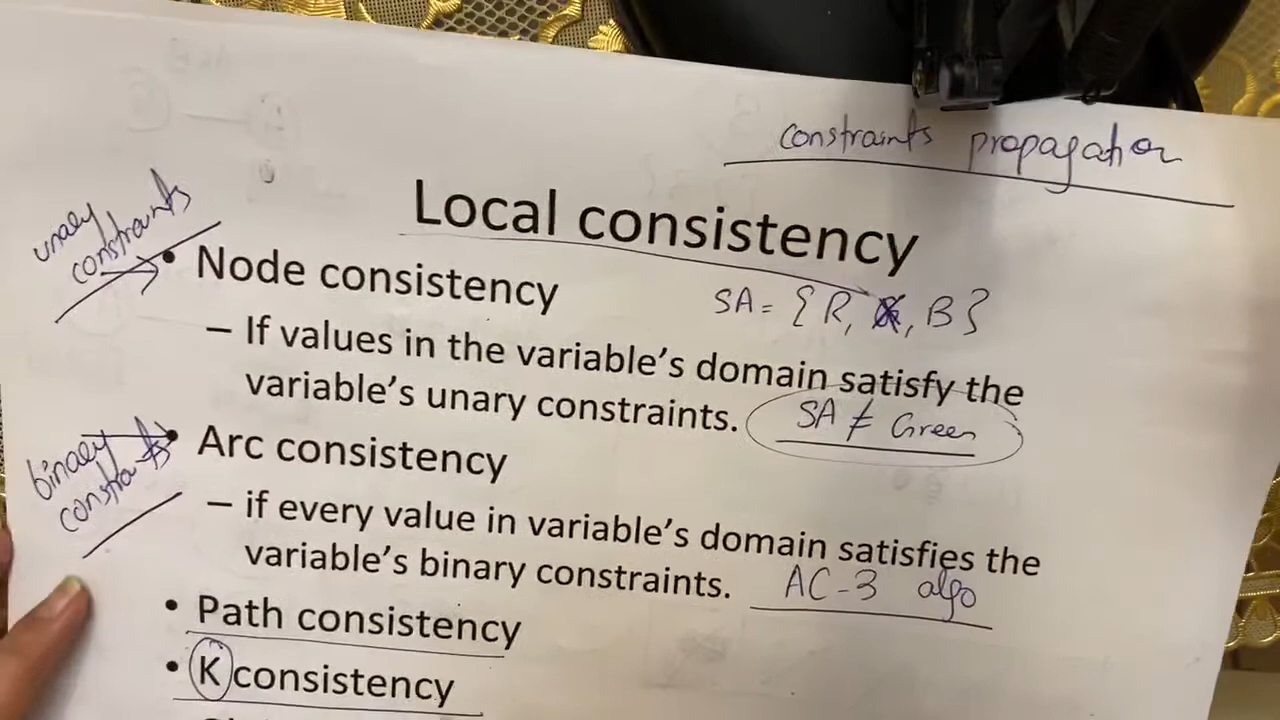 constraints propagation
Local consistency
unary
constraints
• Node consistency
SA = { R, G, B }
– If values in the variable's domain satisfy the
variable's unary constraints.
SA ≠ Green
binary
constraints
• Arc consistency
– if every value in variable's domain satisfies the
variable's binary constraints.
AC-3 algo
• Path consistency
• K consistency